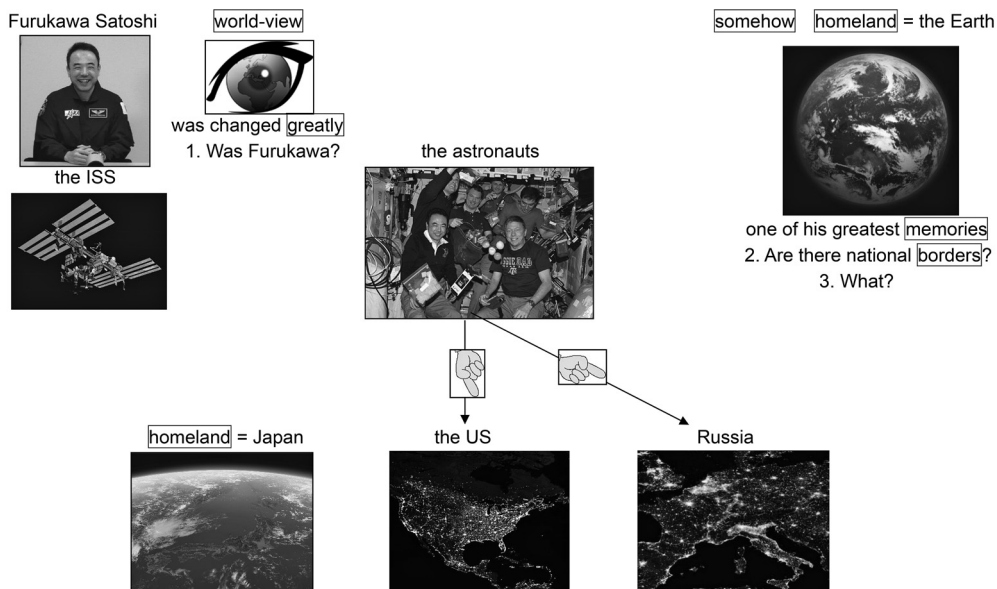 Furukawa Satoshi
world-view
somehow homeland = the Earth
was changed greatly
1. Was Furukawa?
the ISS
the astronauts
one of his greatest memories
2. Are there national borders?
3. What?
homeland = Japan
the US
Russia